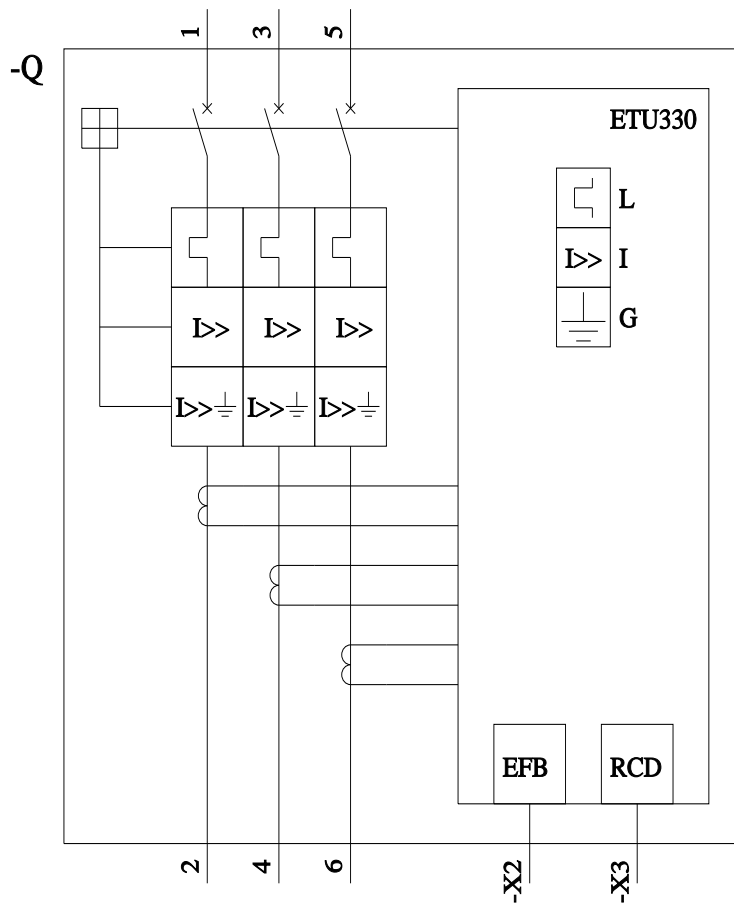 1 3 5
-Q
ETU330
L
I>> I
G
I>> I>> I>>
I>> I>> I>>
EFB RCD
2 4 6 -X2 -X3